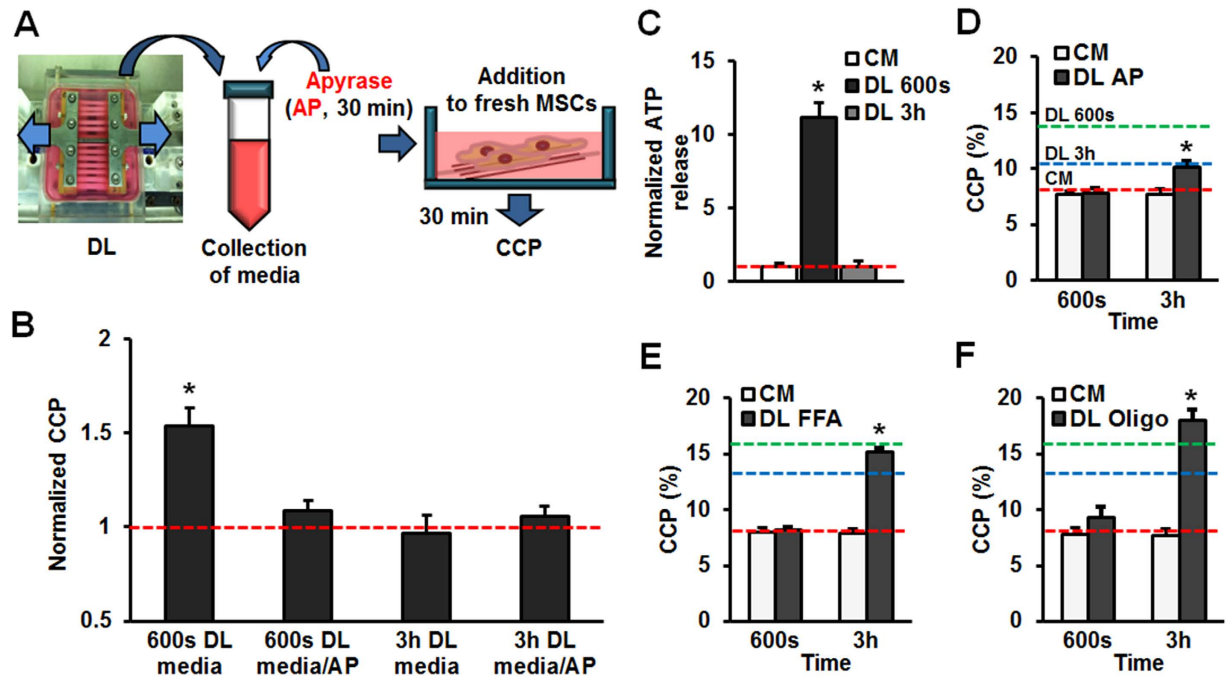 A
Apyrase
(AP, 30 min)
Addition
to fresh MSCs
DL
Collection
of media
30 min
CCP
B
Normalized CCP
2
1.5
1
0.5
*
600s DL
media
600s DL
media/AP
3h DL
media
3h DL
media/AP
C
Normalized ATP
release
15
10
5
0
CM
DL 600s
DL 3h
*
D
CCP (%)
20
15
10
5
0
CM
DL AP
DL 600s
DL 3h
CM
*
600s
3h
Time
E
CCP (%)
20
15
10
5
0
CM
DL FFA
*
600s
3h
Time
F
CCP (%)
20
15
10
5
0
CM
DL Oligo
*
600s
3h
Time